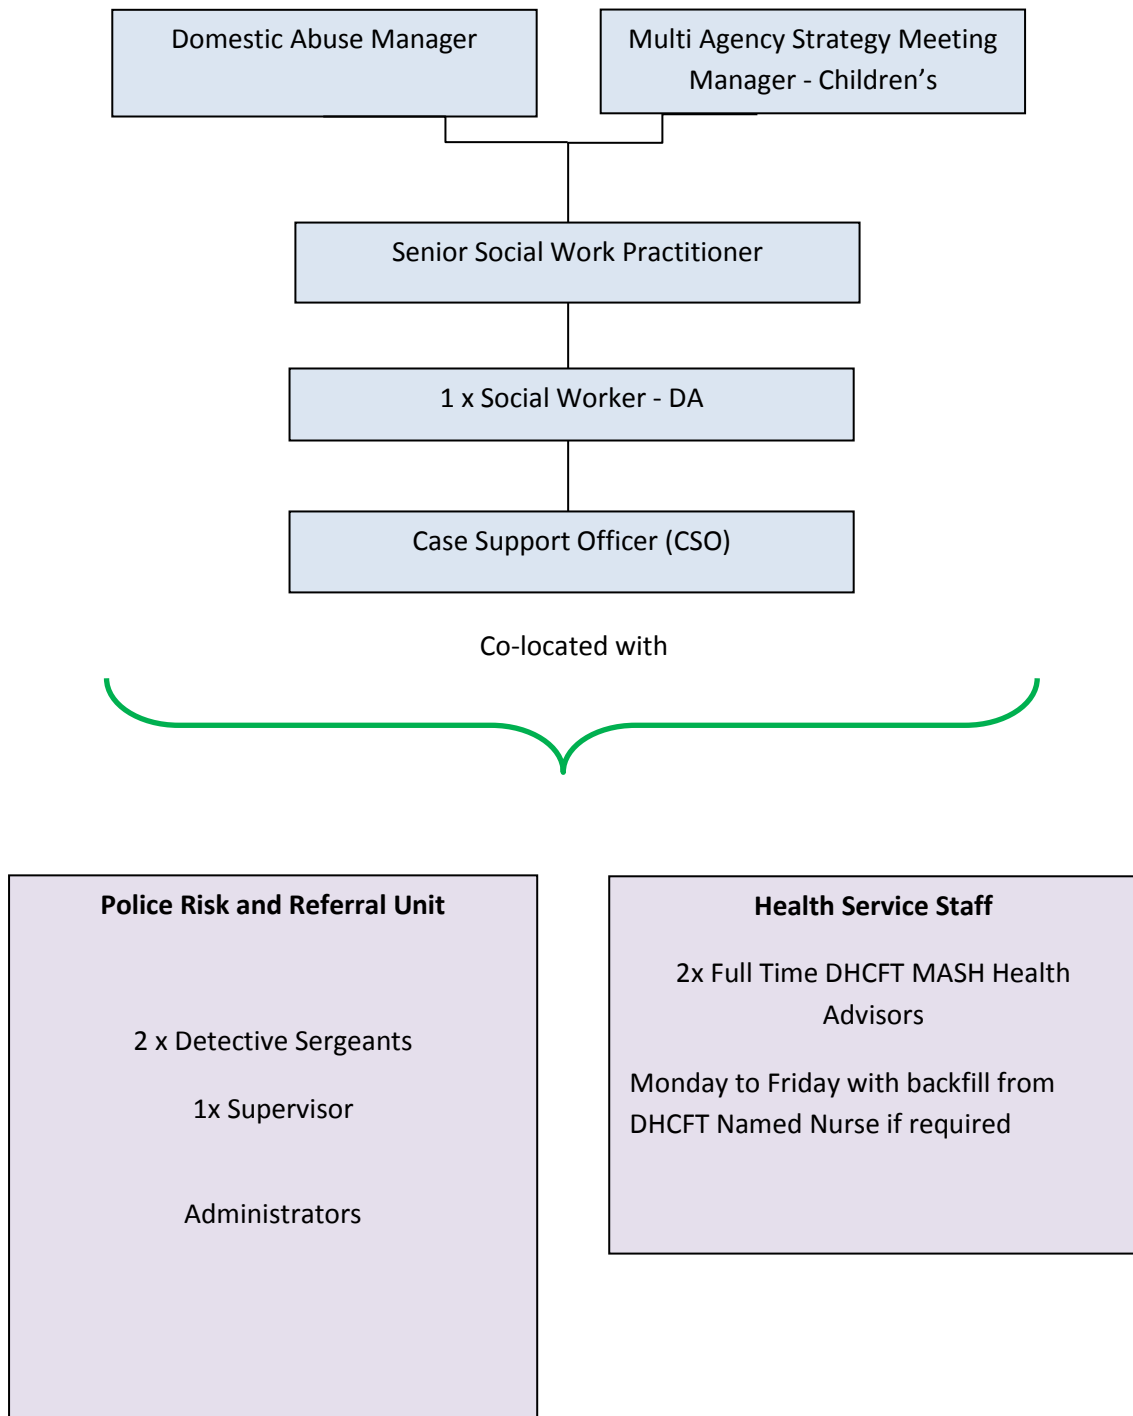 Domestic Abuse Manager
Multi Agency Strategy Meeting
Manager - Children’s
Senior Social Work Practitioner
1 x Social Worker - DA
Case Support Officer (CSO)
Co-located with
Police Risk and Referral Unit
2 x Detective Sergeants
1x Supervisor
Administrators
Health Service Staff
2x Full Time DHCFT MASH Health
Advisors
Monday to Friday with backfill from
DHCFT Named Nurse if required